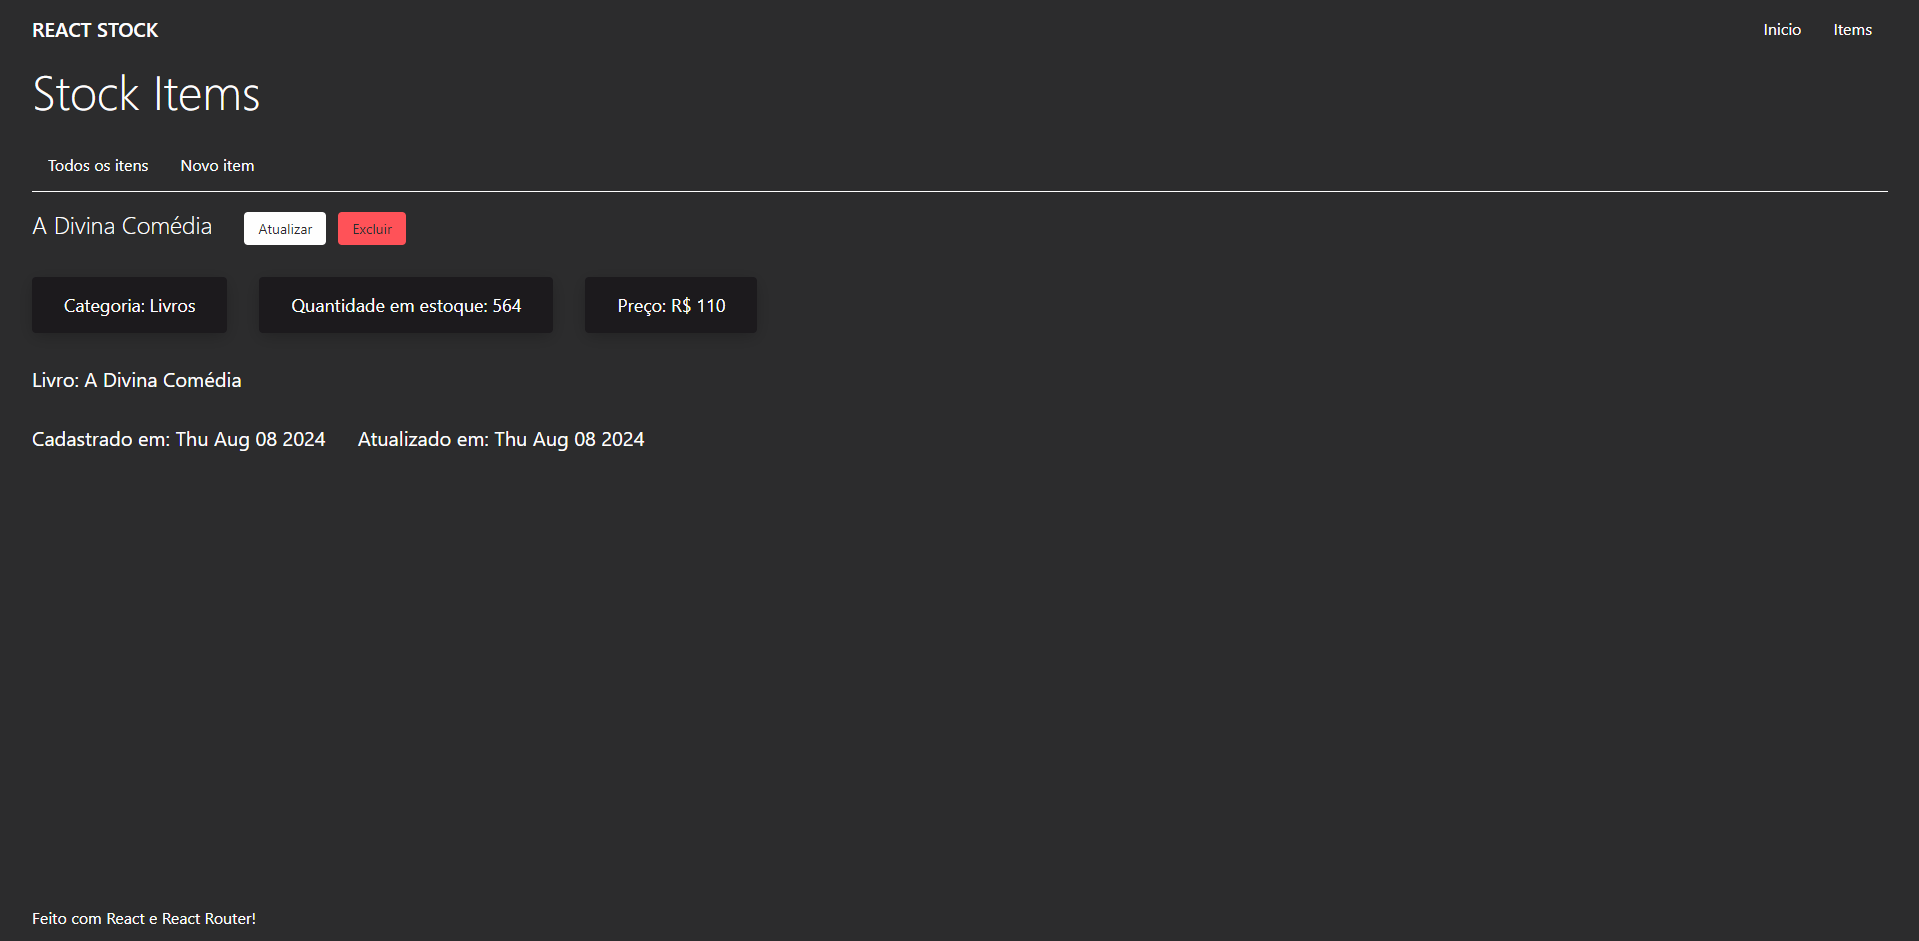 REACT STOCK
Inicio Items
Stock Items
Todos os itens Novo item
A Divina Comédia Atualizar Excluir
Categoria: Livros Quantidade em estoque: 564 Preço: R$ 110
Livro: A Divina Comédia
Cadastrado em: Thu Aug 08 2024 Atualizado em: Thu Aug 08 2024
Feito com React e React Router!